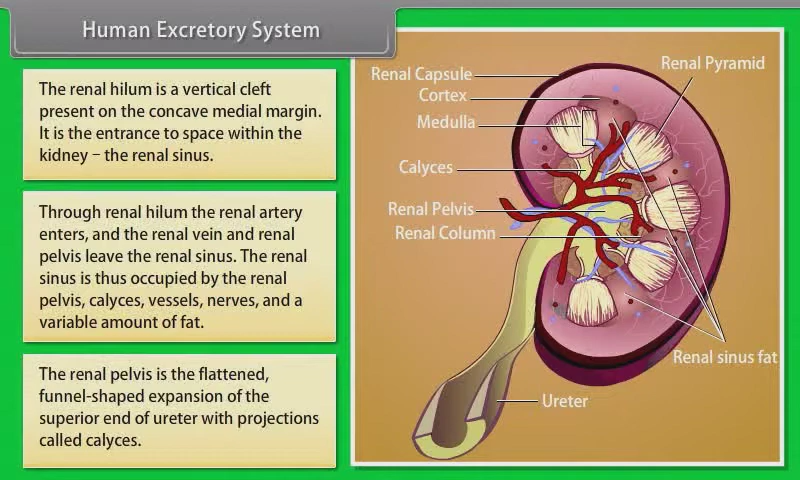 Human Excretory System
The renal hilum is a vertical cleft
present on the concave medial margin.
It is the entrance to space within the
kidney – the renal sinus.
Through renal hilum the renal artery
enters, and the renal vein and renal
pelvis leave the renal sinus. The renal
sinus is thus occupied by the renal
pelvis, calyces, vessels, nerves, and a
variable amount of fat.
The renal pelvis is the flattened,
funnel-shaped expansion of the
superior end of ureter with projections
called calyces.
Renal Capsule
Renal Pyramid
Cortex
Medulla
Calyces
Renal Pelvis
Renal Column
Renal sinus fat
Ureter